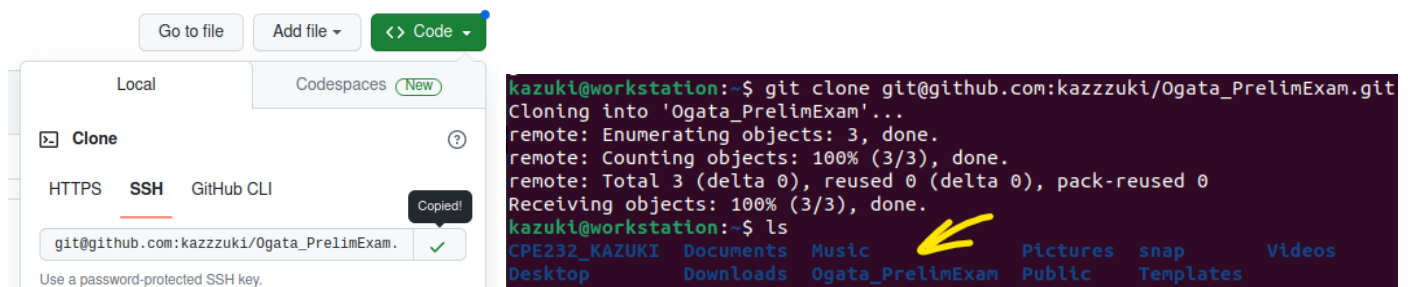 Go to file Add file Code
Local Codespaces New
Clone
HTTPS SSH GitHub CLI
Copied!
git@github.com:kazzzuki/Ogata_PrelimExam.
Use a password-protected SSH key.
kazuki@workstation:~$ git clone git@github.com:kazzzuki/Ogata_PrelimExam.git
Cloning into 'Ogata_PrelimExam'...
remote: Enumerating objects: 3, done.
remote: Counting objects: 100% (3/3), done.
remote: Total 3 (delta 0), reused 0 (delta 0), pack-reused 0
Receiving objects: 100% (3/3), done.
kazuki@workstation:~$ ls
CPE232_KAZUKI Documents Music Pictures snap Videos
Desktop Downloads Ogata_PrelimExam Public Templates